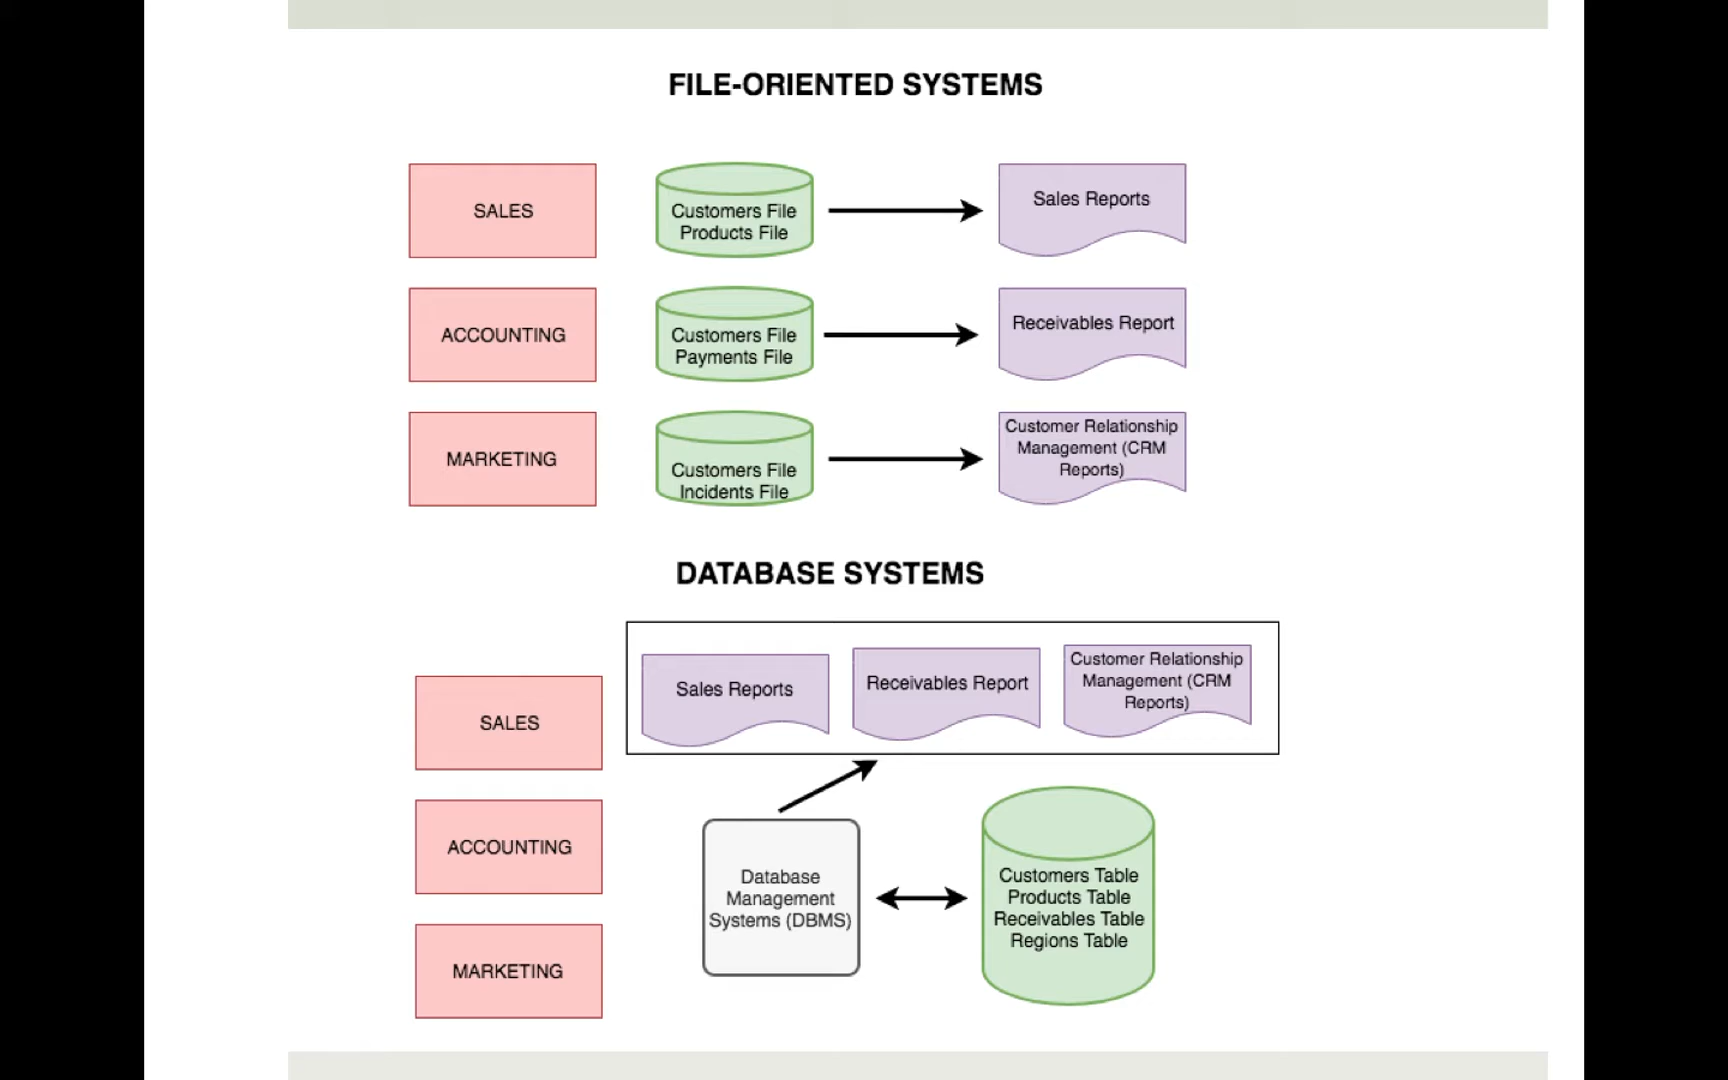 FILE-ORIENTED SYSTEMS
SALES
Customers File
Products File
Sales Reports
ACCOUNTING
Customers File
Payments File
Receivables Report
MARKETING
Customers File
Incidents File
Customer Relationship
Management (CRM
Reports)
DATABASE SYSTEMS
Sales Reports
Receivables Report
Customer Relationship
Management (CRM
Reports)
SALES
ACCOUNTING
MARKETING
Database
Management
Systems (DBMS)
Customers Table
Products Table
Receivables Table
Regions Table